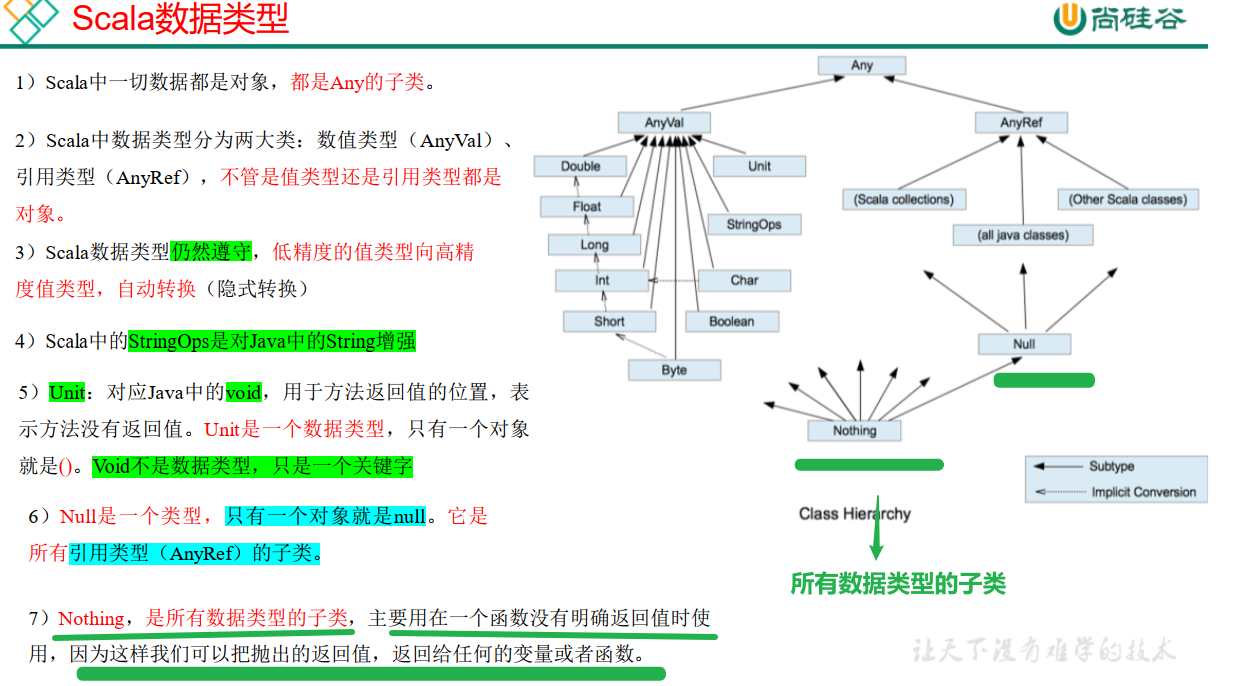 Scala数据类型
尚硅谷
1）Scala中一切数据都是对象，都是Any的子类。
2）Scala中数据类型分为两大类：数值类型（AnyVal）、
引用类型（AnyRef），不管是值类型还是引用类型都是
对象。
3）Scala数据类型仍然遵守，低精度的值类型向高精
度值类型，自动转换（隐式转换）
4）Scala中的StringOps是对Java中的String增强
5）Unit：对应Java中的void，用于方法返回值的位置，表
示方法没有返回值。Unit是一个数据类型，只有一个对象
就是()。Void不是数据类型，只是一个关键字
6）Null是一个类型，只有一个对象就是null。它是
所有引用类型（AnyRef）的子类。
7）Nothing，是所有数据类型的子类，主要用在一个函数没有明确返回值时使
用，因为这样我们可以把抛出的返回值，返回给任何的变量或者函数。
Any
AnyVal
AnyRef
Double
Unit
Float
(Scala collections)
(Other Scala classes)
StringOps
Long
(all java classes)
Int
Char
Short
Boolean
Null
Byte
Nothing
Subtype
Implicit Conversion
Class Hierarchy
所有数据类型的子类
让天下没有难学的技术